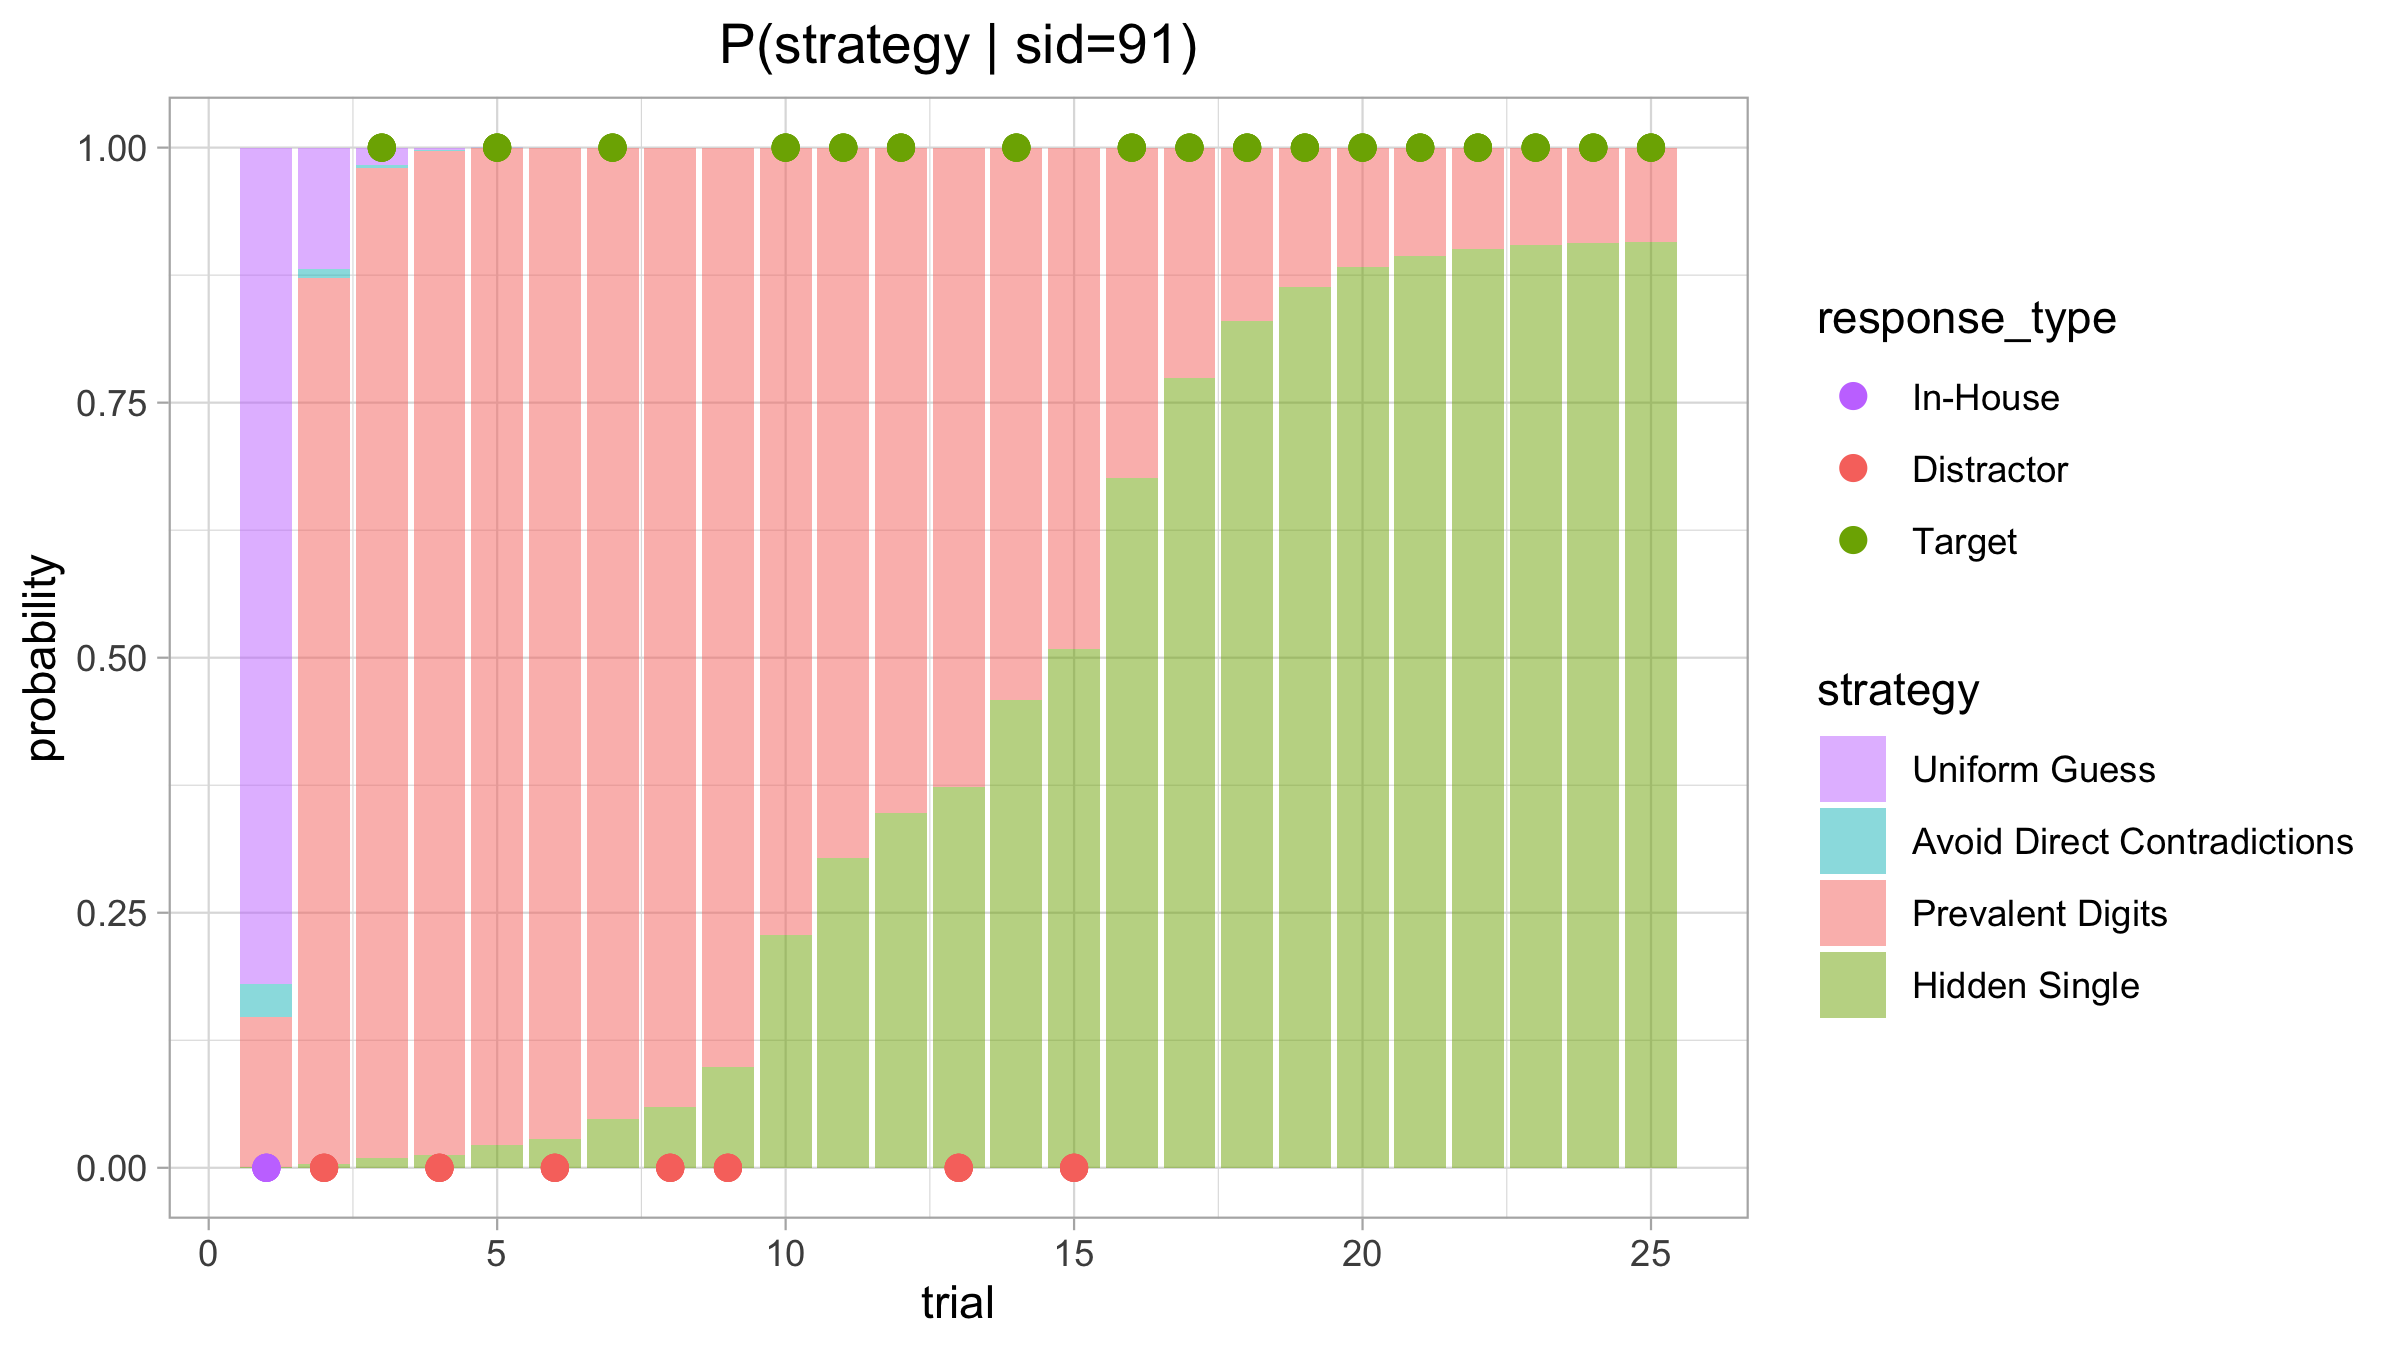 P(strategy | sid=91)
1.00
0.75
0.50
0.25
0.00
probability
0 5 10 15 20 25
trial
response_type
In-House
Distractor
Target
strategy
Uniform Guess
Avoid Direct Contradictions
Prevalent Digits
Hidden Single